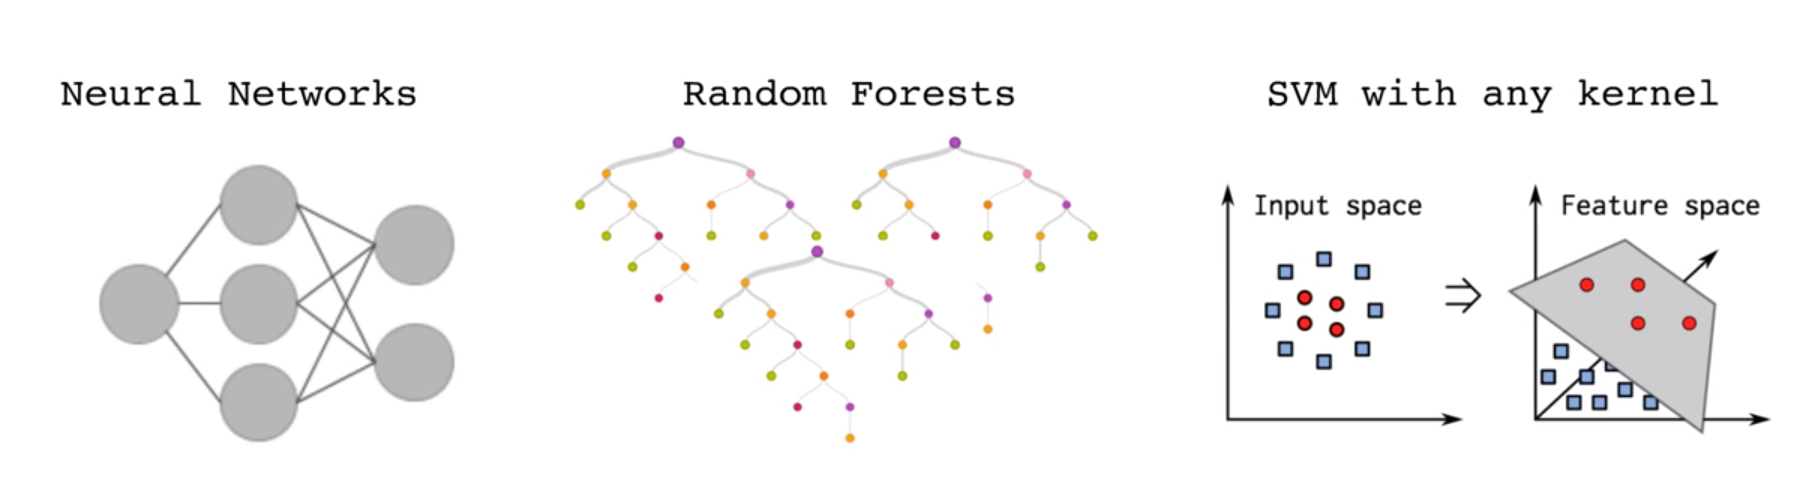 Neural Networks
Random Forests
SVM with any kernel
Input space
Feature space